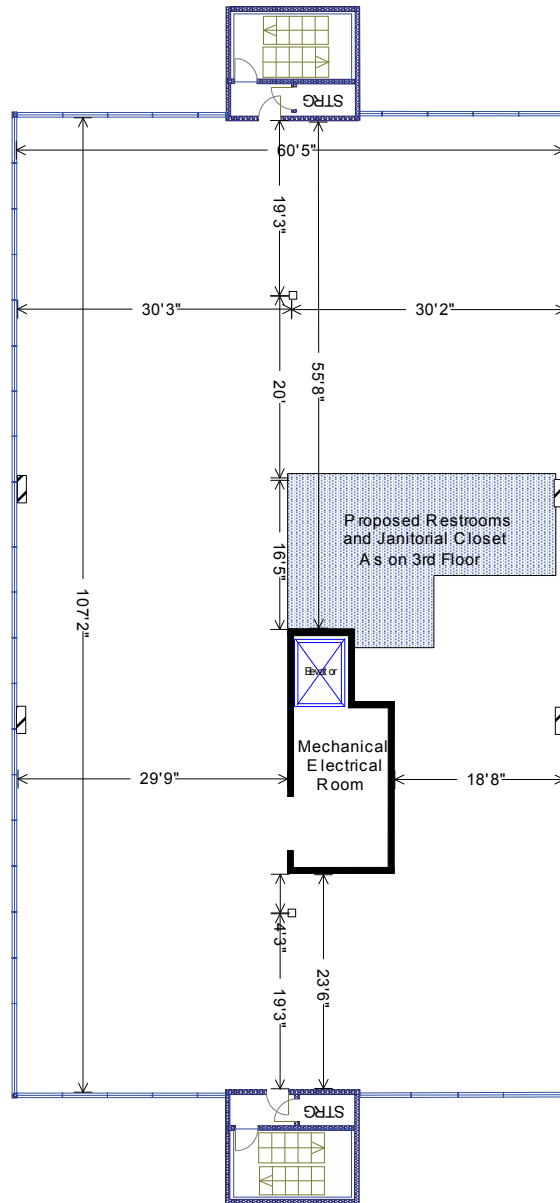 STRG
60'5"
19'3"
30'3"
30'2"
55'8"
20'
Proposed Restrooms
and Janitorial Closet
As on 3rd Floor
16'5"
107'2"
Elevator
Mechanical
Electrical
Room
29'9"
18'8"
4'3"
23'6"
19'3"
STRG